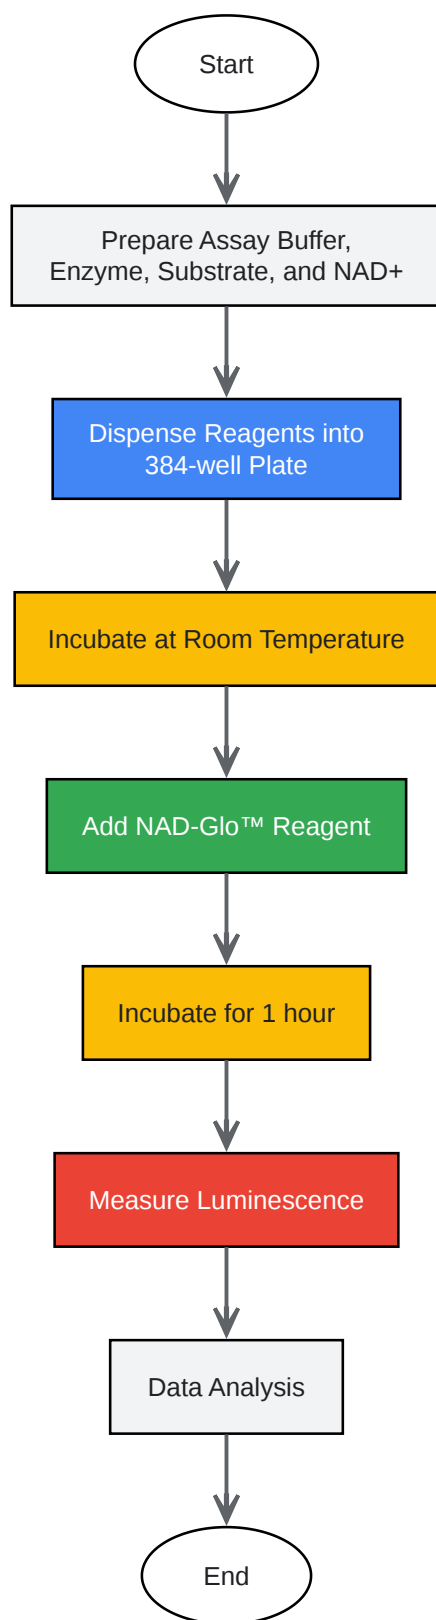 Start
Prepare Assay Buffer,
Enzyme, Substrate, and NAD+
Dispense Reagents into
384-well Plate
Incubate at Room Temperature
Add NAD-Glo™ Reagent
Incubate for 1 hour
Measure Luminescence
Data Analysis
End